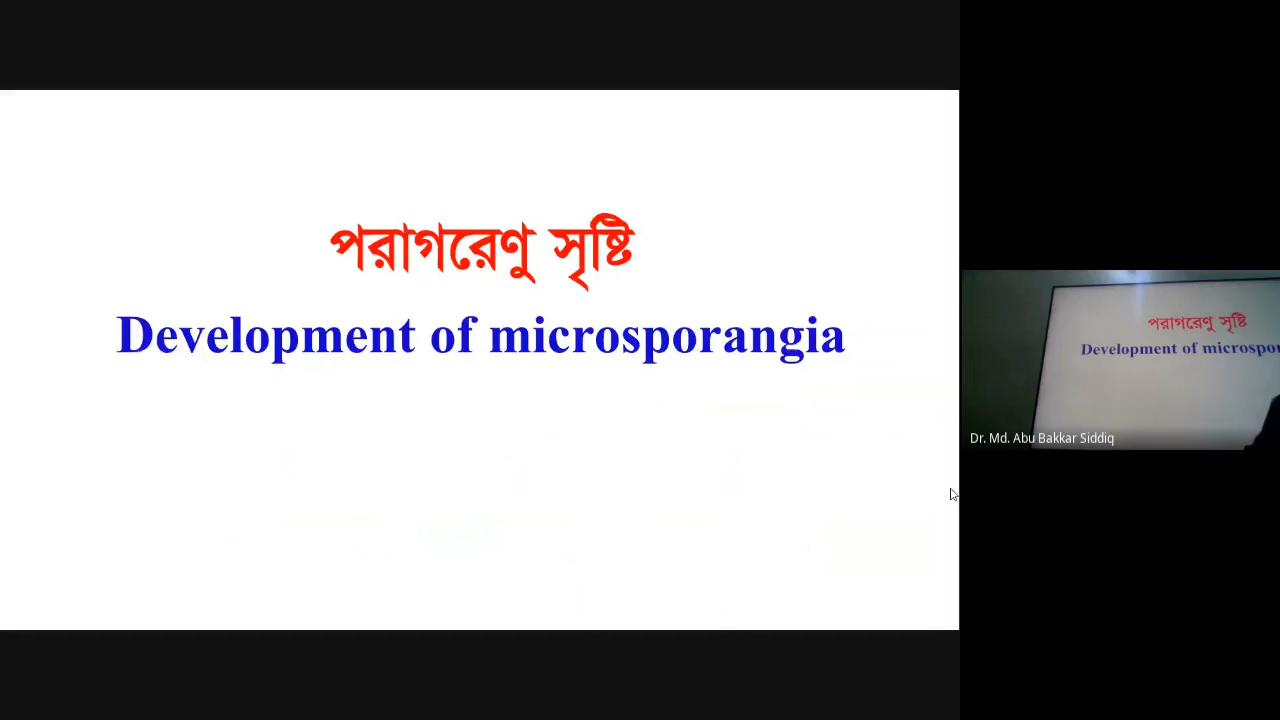 পরাগরেণু সৃষ্টি
Development of microsporangia
পরাগরেণু সৃষ্টি
Development of microspor
Dr. Md. Abu Bakkar Siddiq